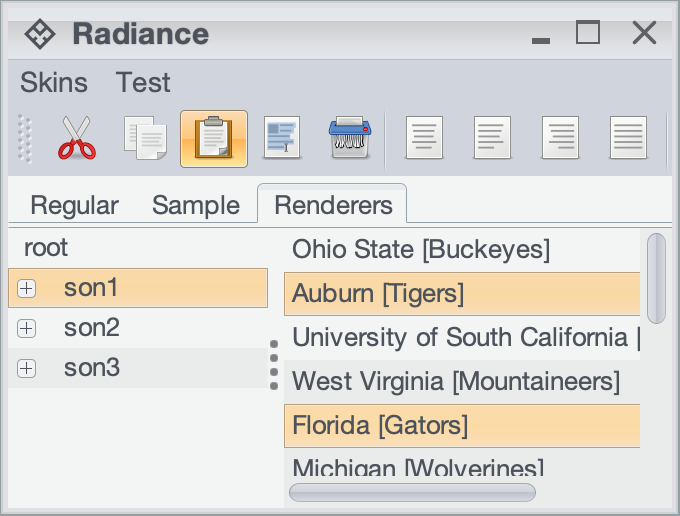 Radiance
Skins Test
Regular Sample Renderers
root
son1
son2
son3
Ohio State [Buckeyes]
Auburn [Tigers]
University of South California [
West Virginia [Mountaineers]
Florida [Gators]
Michigan [Wolverines]